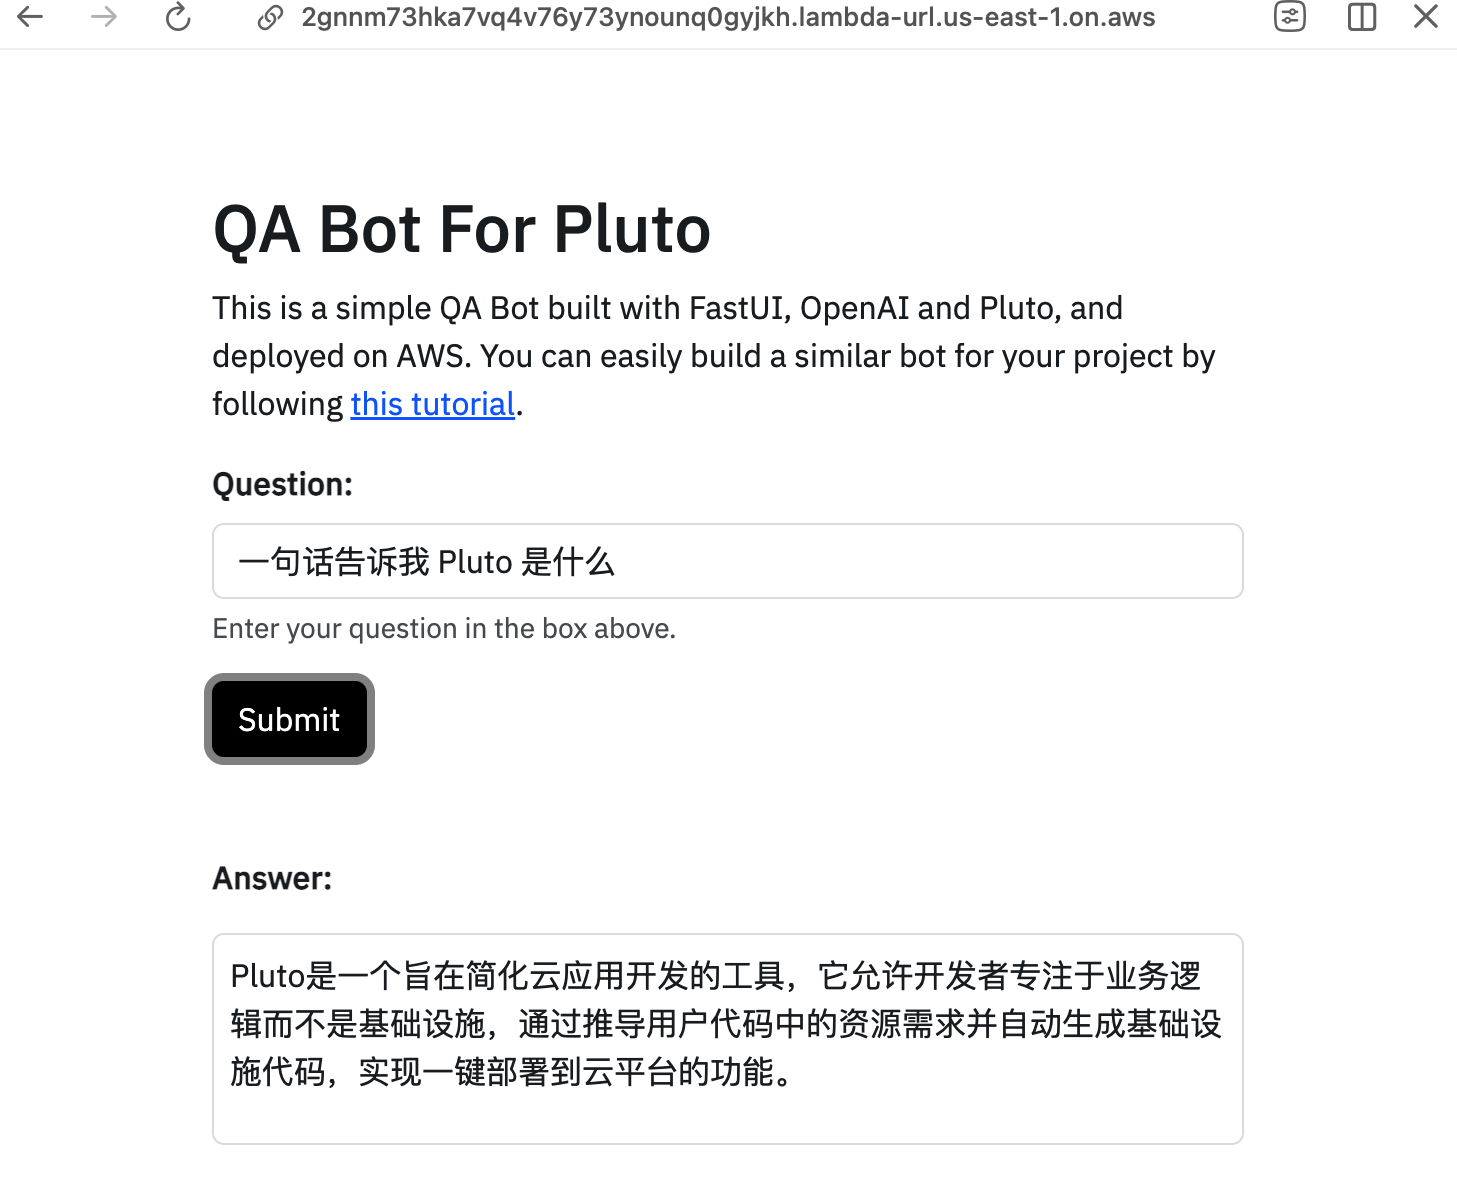 2gnnm73hka7vq4v76y73ynounq0gyjkh.lambda-url.us-east-1.on.aws
QA Bot For Pluto
This is a simple QA Bot built with FastUI, OpenAI and Pluto, and
deployed on AWS. You can easily build a similar bot for your project by
following this tutorial.
Question:
一句话告诉我 Pluto 是什么
Enter your question in the box above.
Submit
Answer:
Pluto是一个旨在简化云应用开发的工具，它允许开发者专注于业务逻
辑而不是基础设施，通过推导用户代码中的资源需求并自动生成基础设
施代码，实现一键部署到云平台的功能。